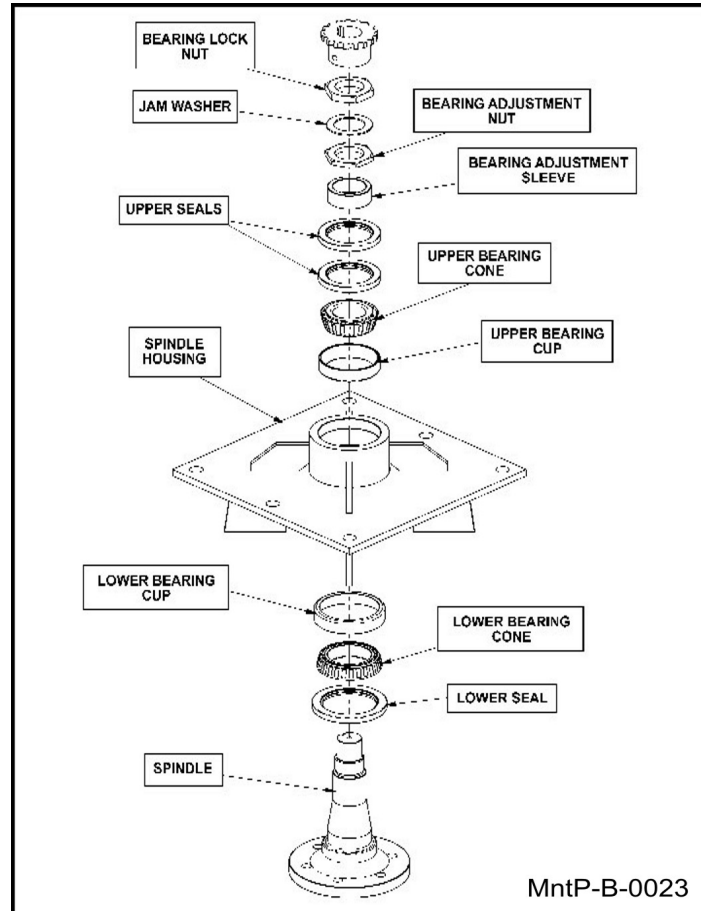 BEARING LOCK
NUT
JAM WASHER
BEARING ADJUSTMENT
NUT
BEARING ADJUSTMENT
SLEEVE
UPPER SEALS
UPPER BEARING
CONE
SPINDLE
HOUSING
UPPER BEARING
CUP
LOWER BEARING
CUP
LOWER BEARING
CONE
LOWER SEAL
SPINDLE
MntP-B-0023